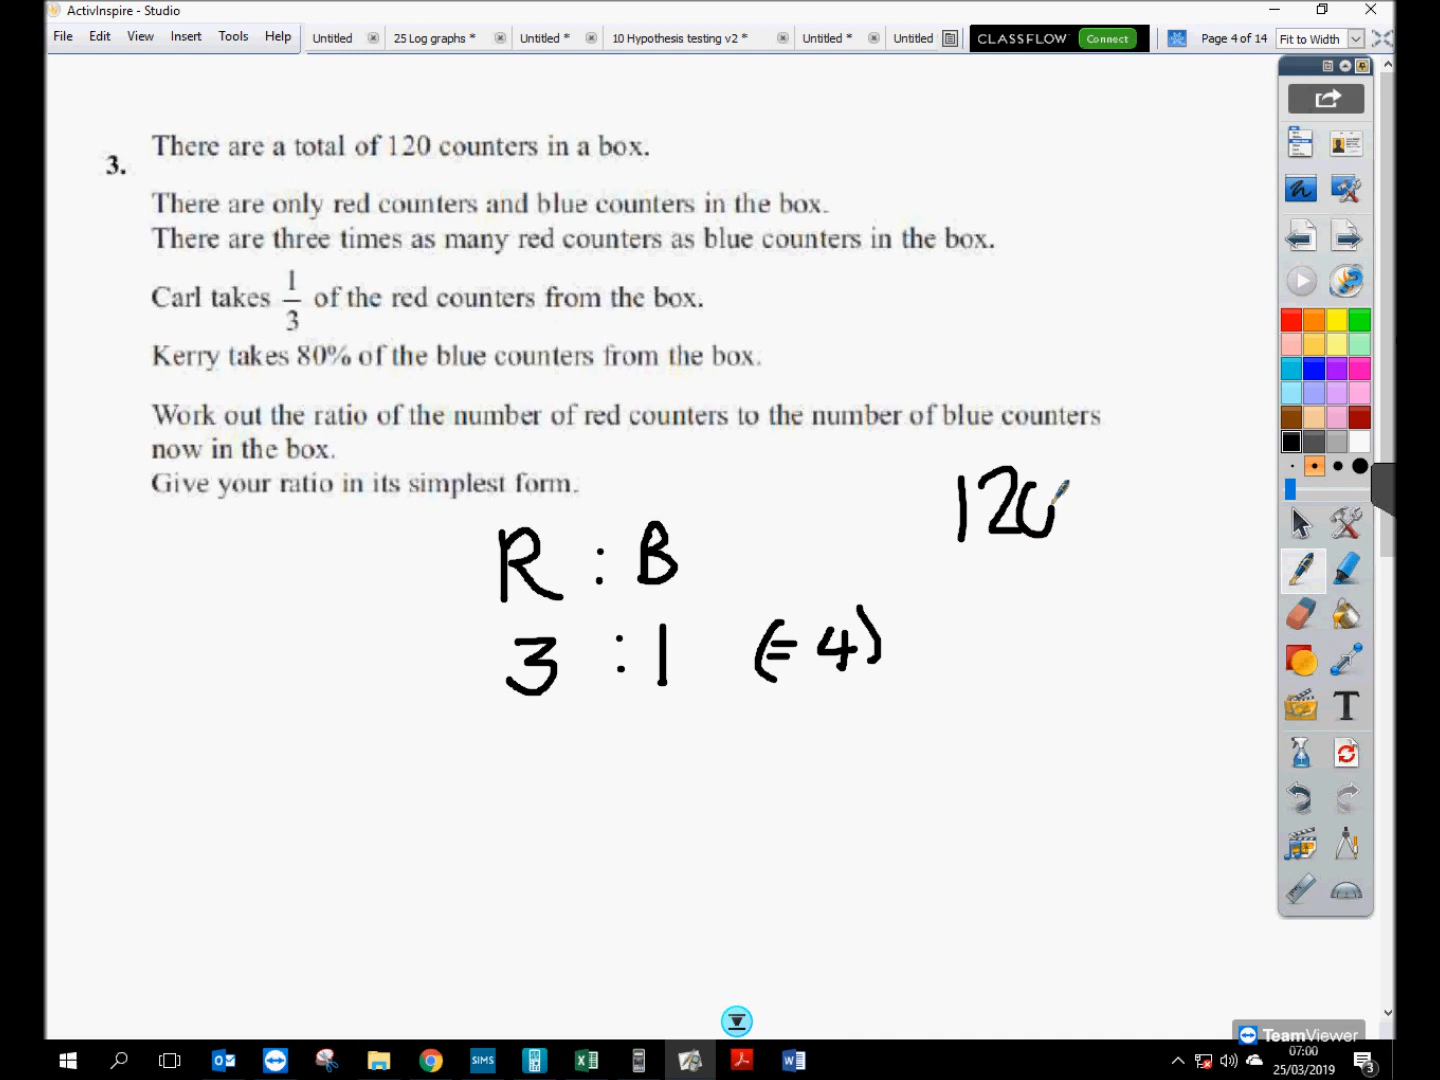 ActivInspire - Studio
File Edit View Insert Tools Help Untitled 25 Log graphs * Untitled * 10 Hypothesis testing v2 * Untitled * Untitled CLASSFLOW Connect Page 4 of 14 Fit to Width
There are a total of 120 counters in a box.
3.
There are only red counters and blue counters in the box.
There are three times as many red counters as blue counters in the box.
Carl takes 1/3 of the red counters from the box.
Kerry takes 80% of the blue counters from the box.
Work out the ratio of the number of red counters to the number of blue counters
now in the box.
Give your ratio in its simplest form.
120
R : B
3 : 1 (= 4)
TeamViewer
SIMS
07:00
25/03/2019
3